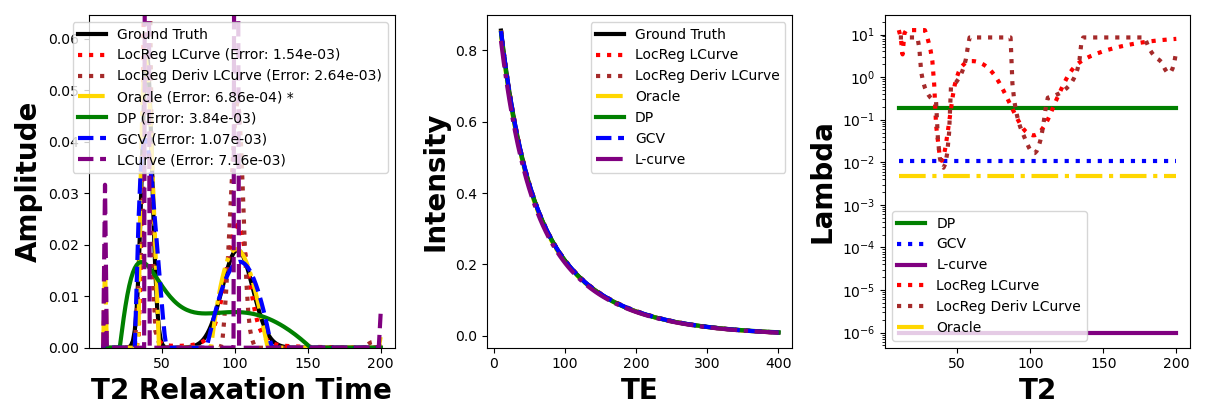 Amplitude
0.06
0.05
0.04
0.03
0.02
0.01
0.00
50
100
150
200
T2 Relaxation Time
Ground Truth
LocReg LCurve (Error: 1.54e-03)
LocReg Deriv LCurve (Error: 2.64e-03)
Oracle (Error: 6.86e-04) *
DP (Error: 3.84e-03)
GCV (Error: 1.07e-03)
LCurve (Error: 7.16e-03)
Intensity
0.8
0.6
0.4
0.2
0.0
0
100
200
300
400
TE
Ground Truth
LocReg LCurve
LocReg Deriv LCurve
Oracle
DP
GCV
L-curve
Lambda
10¹
10⁰
10⁻¹
10⁻²
10⁻³
10⁻⁴
10⁻⁵
10⁻⁶
50
100
150
200
T2
DP
GCV
L-curve
LocReg LCurve
LocReg Deriv LCurve
Oracle